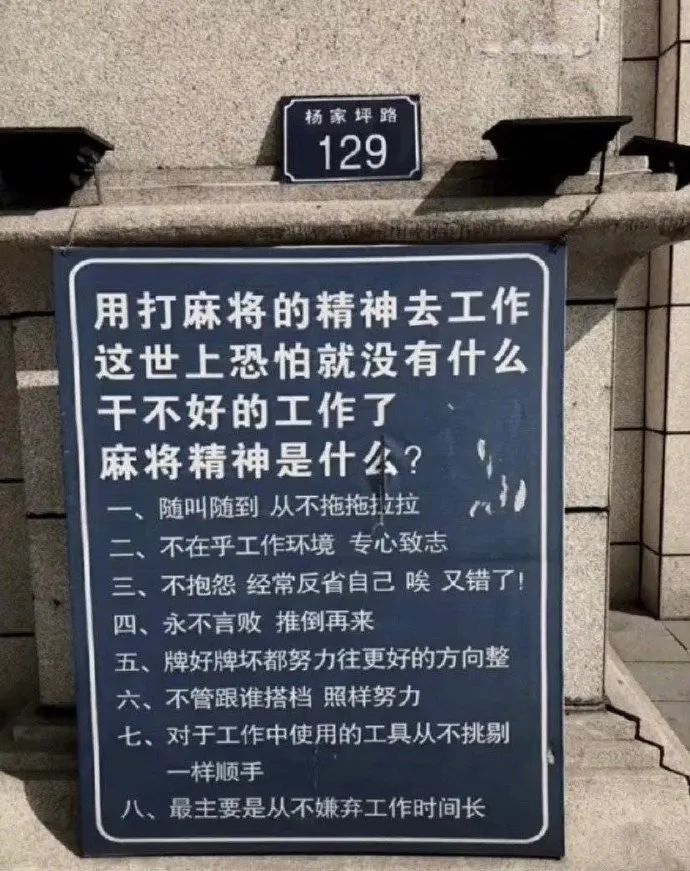 杨家坪路
129
用打麻将的精神去工作
这世上恐怕就没有什么
干不好的工作了
麻将精神是什么?
一、随叫随到 从不拖拖拉拉
二、不在乎工作环境 专心致志
三、不抱怨 经常反省自己 唉 又错了!
四、永不言败 推倒再来
五、牌好牌坏都努力往更好的方向整
六、不管跟谁搭档 照样努力
七、对于工作中使用的工具从不挑剔
一样顺手
八、最主要是从不嫌弃工作时间长